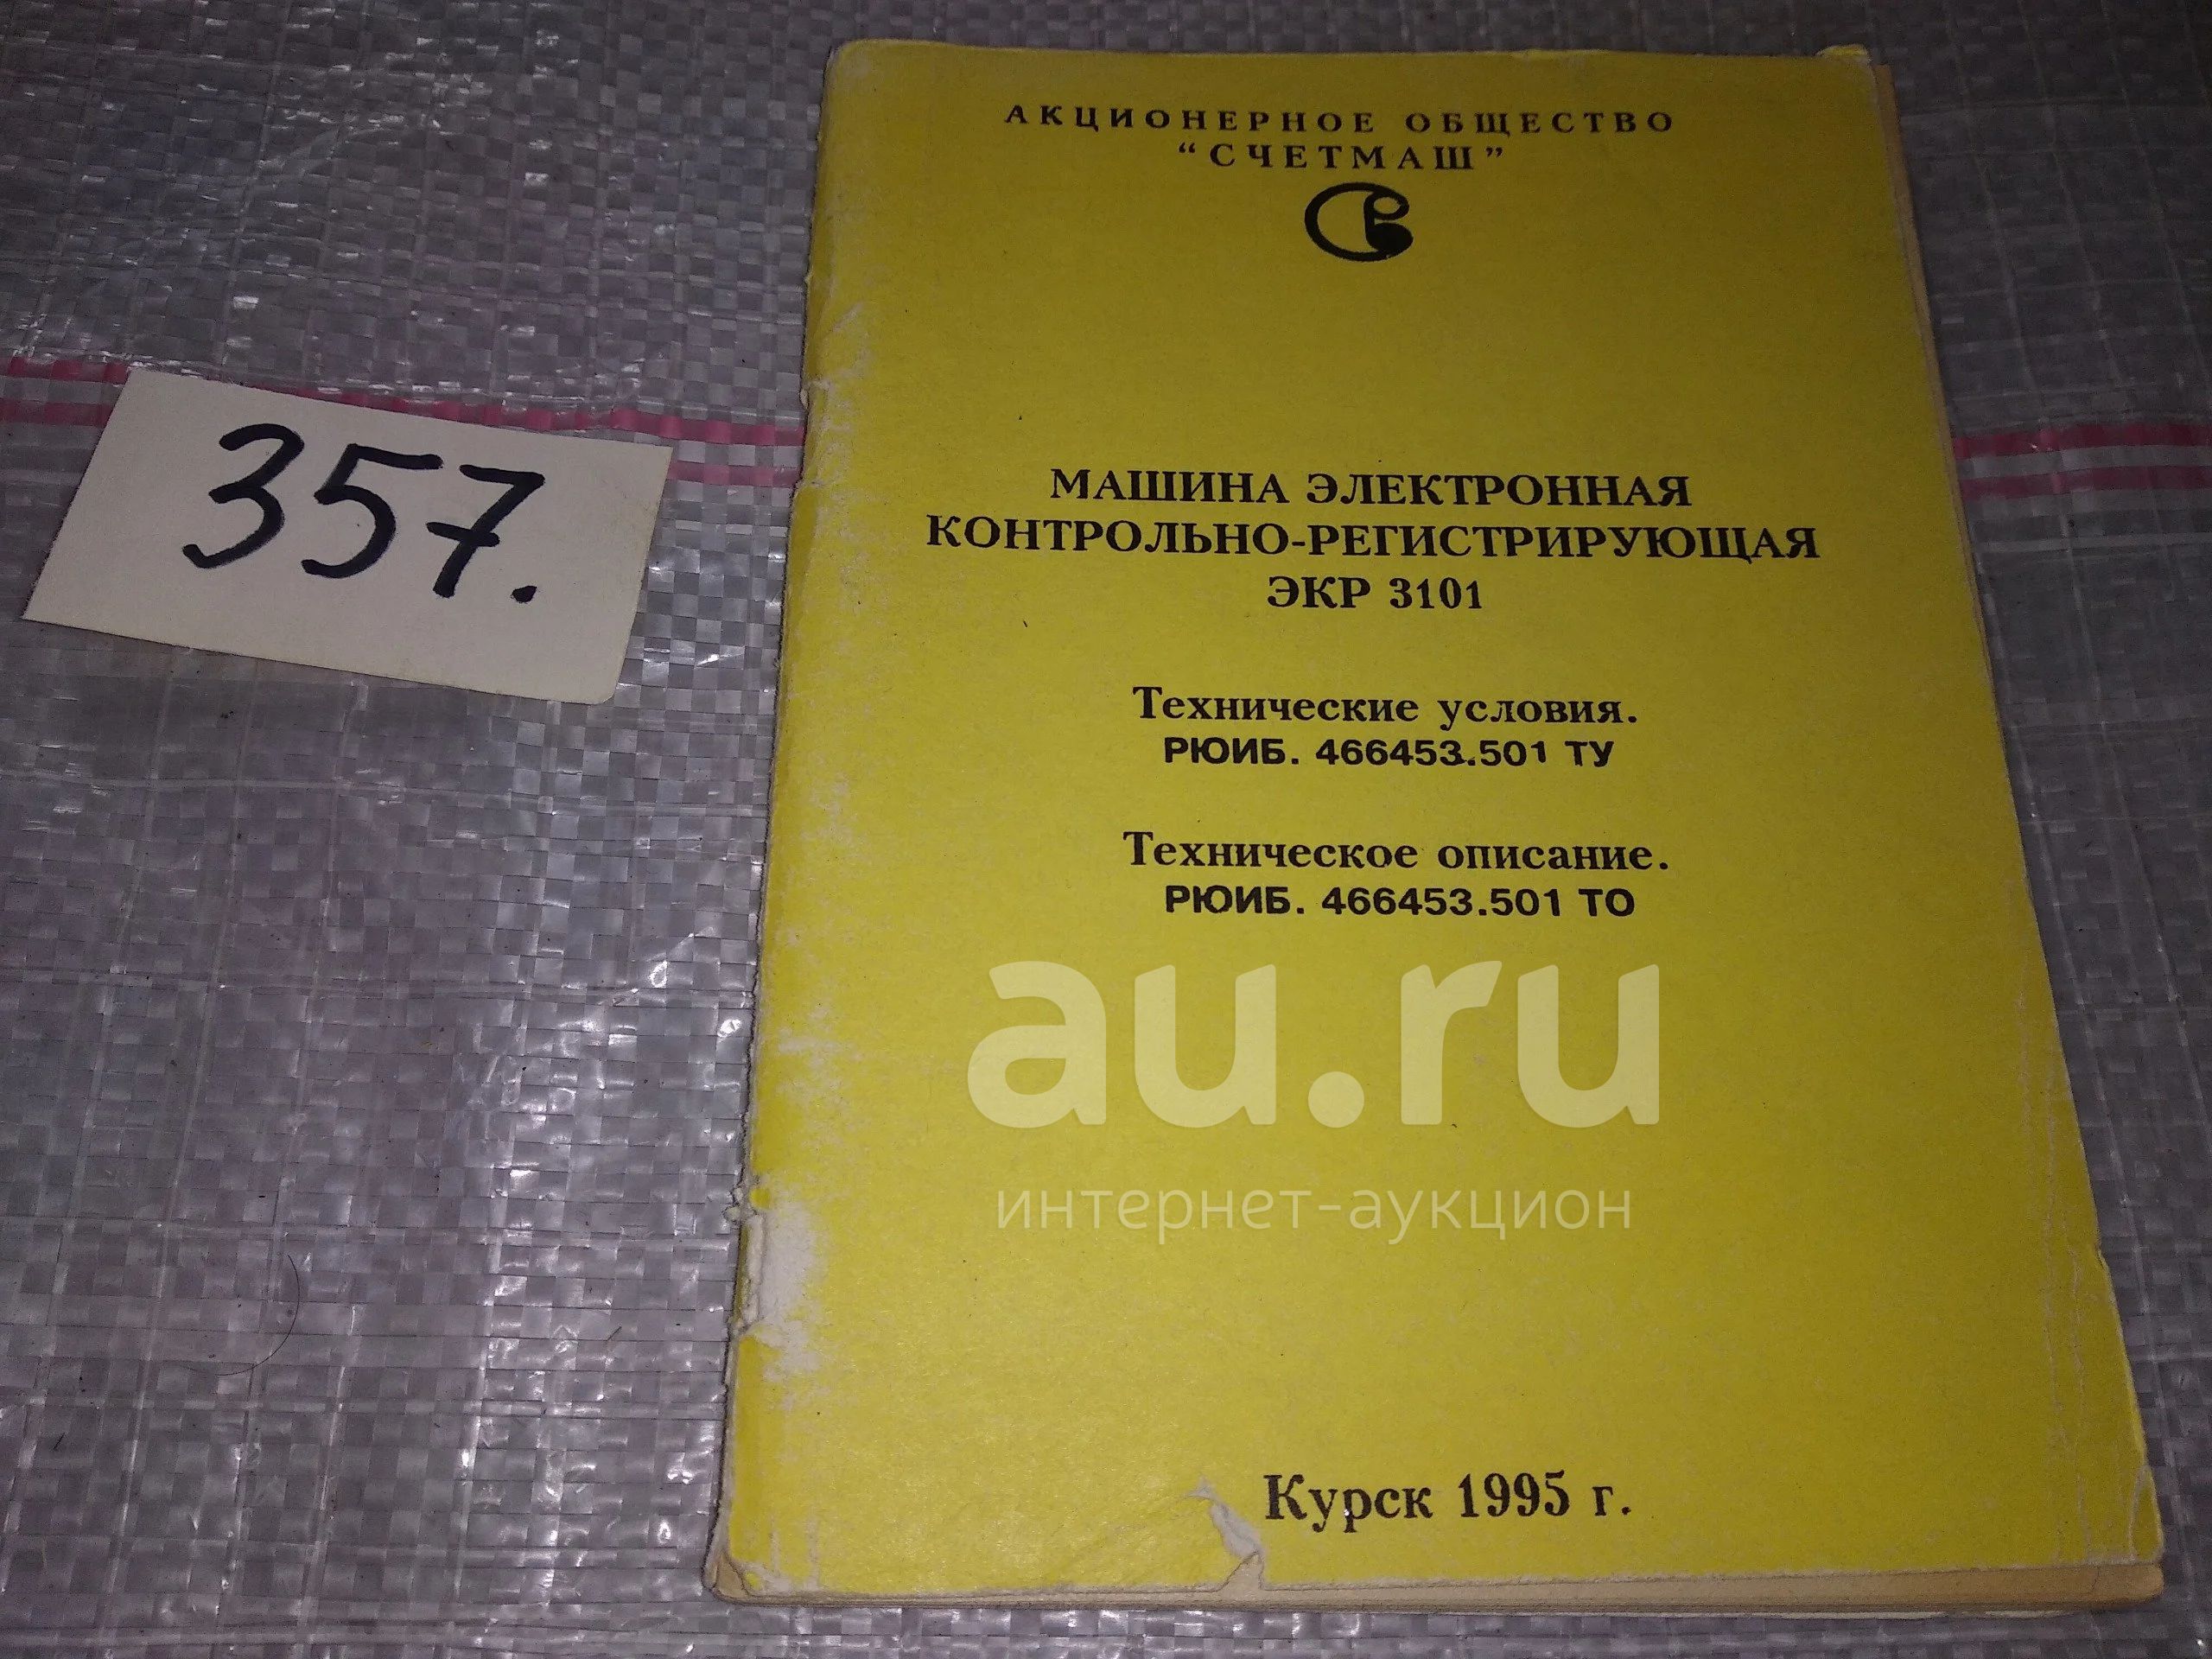 АКЦИОНЕРНОЕ ОБЩЕСТВО
“СЧЕТМАШ”
357.
МАШИНА ЭЛЕКТРОННАЯ
КОНТРОЛЬНО-РЕГИСТРИРУЮЩАЯ
ЭКР 3101
Технические условия.
РЮИБ. 466453.501 ТУ
Техническое описание.
РЮИБ. 466453.501 ТО
au.ru
интернет-аукцион
Курск 1995 г.